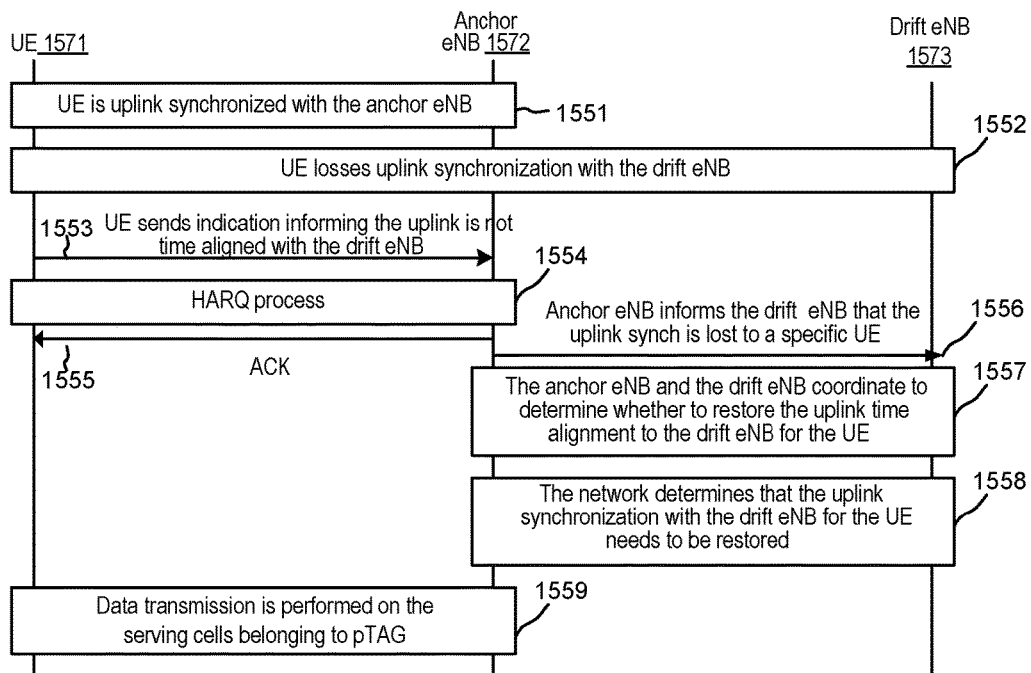 UE 1571
Anchor
eNB 1572
Drift eNB
1573
UE is uplink synchronized with the anchor eNB
1551
1552
UE losses uplink synchronization with the drift eNB
1553
UE sends indication informing the uplink is not
time aligned with the drift eNB
1554
HARQ process
Anchor eNB informs the drift eNB that the
uplink synch is lost to a specific UE
1556
1555
ACK
1557
The anchor eNB and the drift eNB coordinate to
determine whether to restore the uplink time
alignment to the drift eNB for the UE
1558
The network determines that the uplink
synchronization with the drift eNB for the UE
needs to be restored
1559
Data transmission is performed on the
serving cells belonging to pTAG